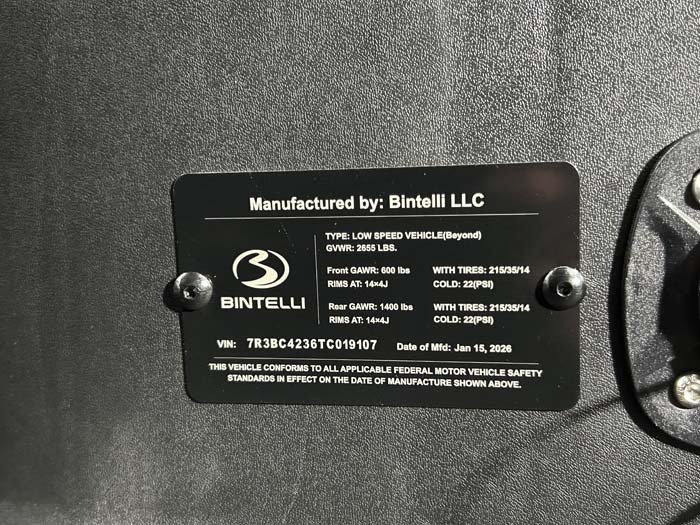 Manufactured by: Bintelli LLC
BINTELLI
TYPE: LOW SPEED VEHICLE(Beyond)
GVWR: 2655 LBS.
Front GAWR: 600 lbs WITH TIRES: 215/35/14
RIMS AT: 14×4J COLD: 22(PSI)
Rear GAWR: 1400 lbs WITH TIRES: 215/35/14
RIMS AT: 14×4J COLD: 22(PSI)
VIN: 7R3BC4236TC019107 Date of Mfd: Jan 15, 2026
THIS VEHICLE CONFORMS TO ALL APPLICABLE FEDERAL MOTOR VEHICLE SAFETY
STANDARDS IN EFFECT ON THE DATE OF MANUFACTURE SHOWN ABOVE.